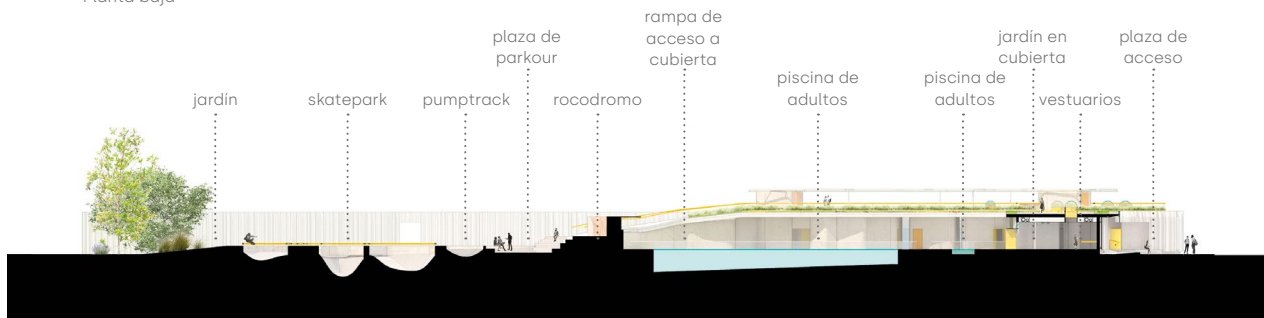 Planta baja
rampa de
acceso a
cubierta
plaza de
parkour
jardín en
cubierta
plaza de
acceso
jardín
skatepark
pumptrack
rocodromo
piscina de
adultos
piscina de
adultos
vestuarios